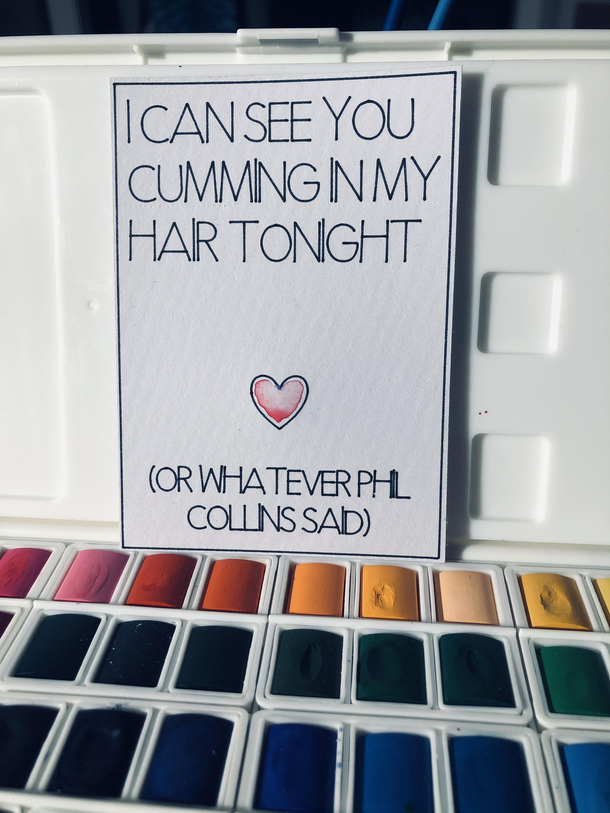 I CAN SEE YOU
CUMMING IN MY
HAIR TONIGHT
(OR WHATEVER PHIL
COLLINS SAID)